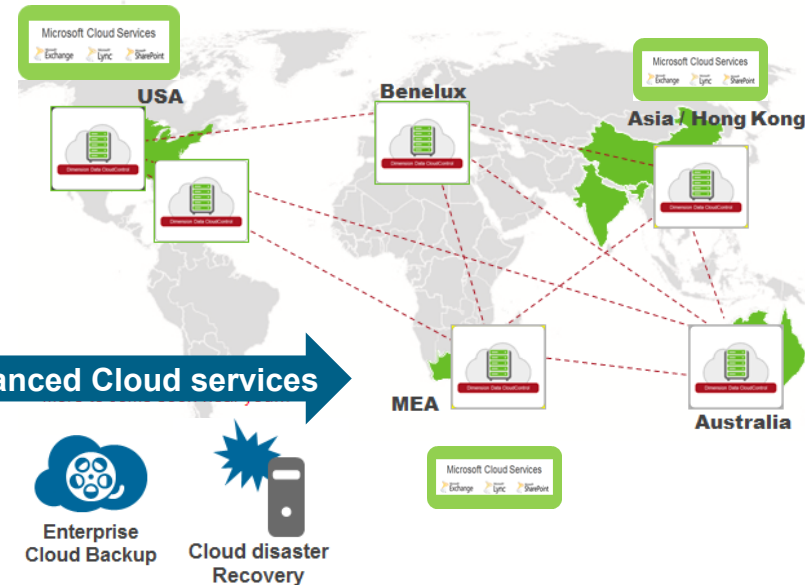 Microsoft Cloud Services
Exchange Lync SharePoint
Microsoft Cloud Services
Exchange Lync SharePoint
USA
Benelux
Asia / Hong Kong
Dimension Data CloudControl
Dimension Data CloudControl
Dimension Data CloudControl
Dimension Data CloudControl
anced Cloud services
Dimension Data CloudControl
Dimension Data CloudControl
MEA
Australia
Microsoft Cloud Services
Exchange Lync SharePoint
Enterprise
Cloud Backup
Cloud disaster
Recovery